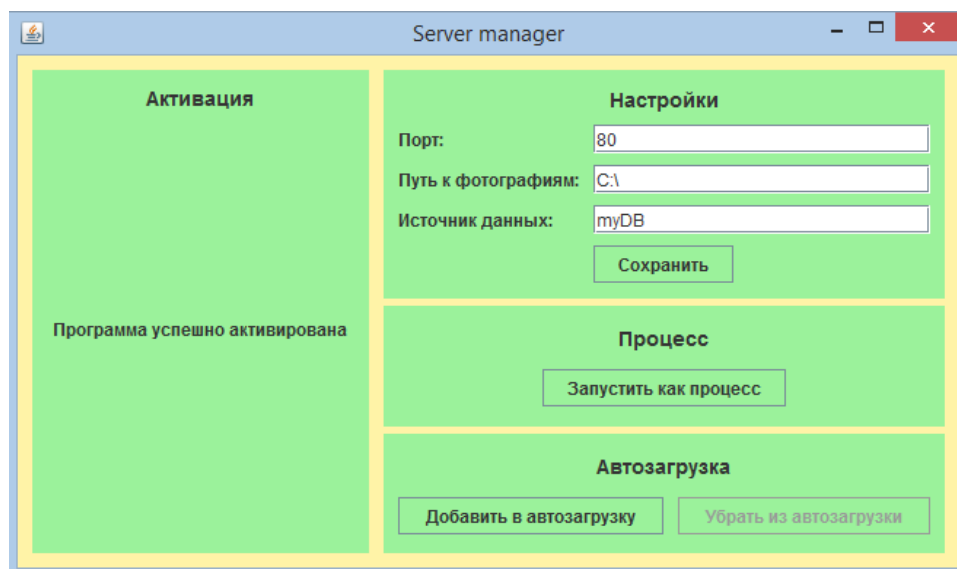 Server manager
Активация
Программа успешно активирована
Настройки
Порт: 80
Путь к фотографиям: C:\
Источник данных: myDB
Сохранить
Процесс
Запустить как процесс
Автозагрузка
Добавить в автозагрузку Убрать из автозагрузки